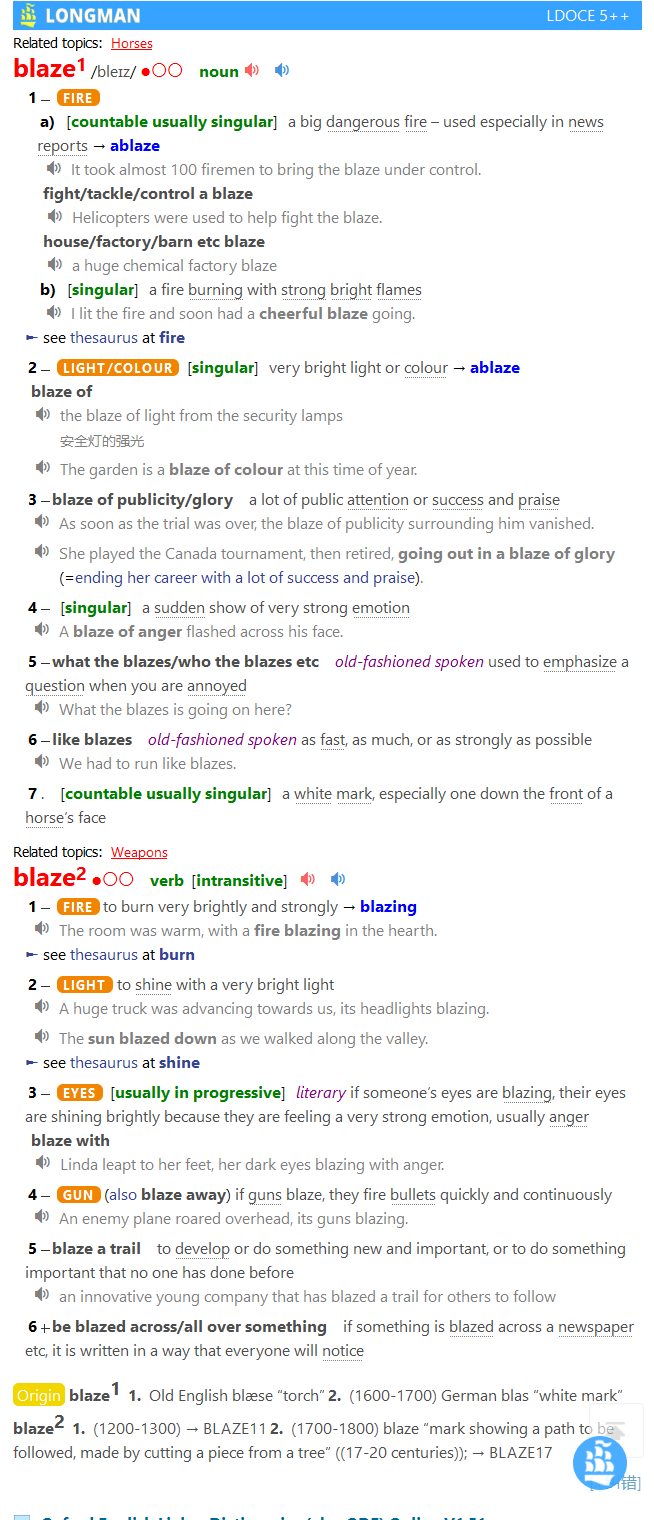 LONGMAN LDOCE 5++
Related topics: Horses
blaze1 /bleɪz/ ●○○ noun
1 – FIRE
a) [countable usually singular] a big dangerous fire – used especially in news
reports → ablaze
It took almost 100 firemen to bring the blaze under control.
fight/tackle/control a blaze
Helicopters were used to help fight the blaze.
house/factory/barn etc blaze
a huge chemical factory blaze
b) [singular] a fire burning with strong bright flames
I lit the fire and soon had a cheerful blaze going.
► see thesaurus at fire
2 – LIGHT/COLOUR [singular] very bright light or colour → ablaze
blaze of
the blaze of light from the security lamps
安全灯的强光
The garden is a blaze of colour at this time of year.
3 – blaze of publicity/glory a lot of public attention or success and praise
As soon as the trial was over, the blaze of publicity surrounding him vanished.
She played the Canada tournament, then retired, going out in a blaze of glory
(=ending her career with a lot of success and praise).
4 – [singular] a sudden show of very strong emotion
A blaze of anger flashed across his face.
5 – what the blazes/who the blazes etc old-fashioned spoken used to emphasize a
question when you are annoyed
What the blazes is going on here?
6 – like blazes old-fashioned spoken as fast, as much, or as strongly as possible
We had to run like blazes.
7 . [countable usually singular] a white mark, especially one down the front of a
horse’s face
Related topics: Weapons
blaze2 ●○○ verb [intransitive]
1 – FIRE to burn very brightly and strongly → blazing
The room was warm, with a fire blazing in the hearth.
► see thesaurus at burn
2 – LIGHT to shine with a very bright light
A huge truck was advancing towards us, its headlights blazing.
The sun blazed down as we walked along the valley.
► see thesaurus at shine
3 – EYES [usually in progressive] literary if someone’s eyes are blazing, their eyes
are shining brightly because they are feeling a very strong emotion, usually anger
blaze with
Linda leapt to her feet, her dark eyes blazing with anger.
4 – GUN (also blaze away) if guns blaze, they fire bullets quickly and continuously
An enemy plane roared overhead, its guns blazing.
5 – blaze a trail to develop or do something new and important, or to do something
important that no one has done before
an innovative young company that has blazed a trail for others to follow
6 + be blazed across/all over something if something is blazed across a newspaper
etc, it is written in a way that everyone will notice
Origin blaze1 1. Old English blæse “torch” 2. (1600-1700) German blas “white mark”
blaze2 1. (1200-1300) → BLAZE11 2. (1700-1800) blaze “mark showing a path to be
followed, made by cutting a piece from a tree” ((17-20 centuries)); → BLAZE17
错]